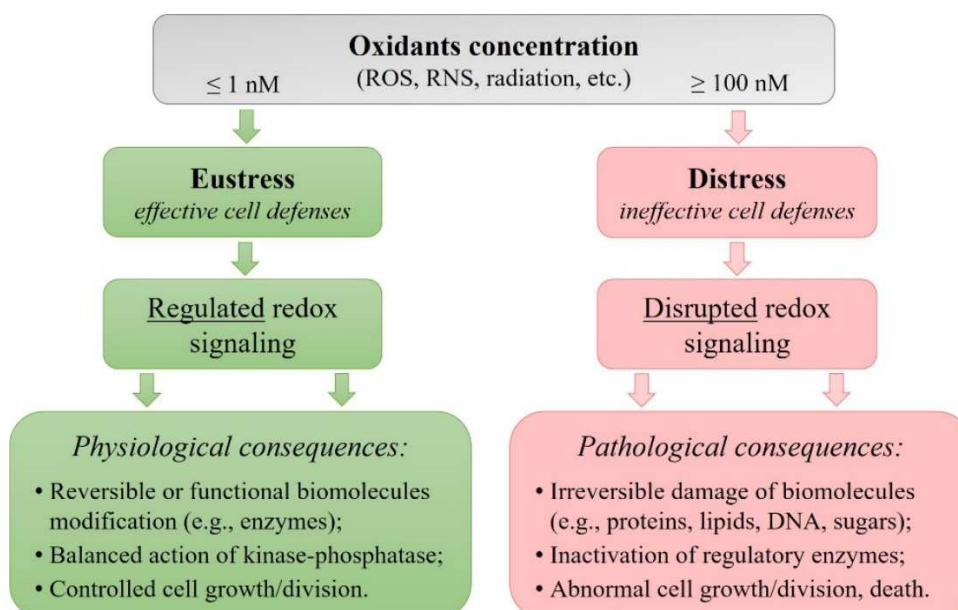 Oxidants concentration
(ROS, RNS, radiation, etc.)
≤ 1 nM
≥ 100 nM
Eustress
effective cell defenses
Distress
ineffective cell defenses
Regulated redox
signaling
Disrupted redox
signaling
Physiological consequences:
• Reversible or functional biomolecules
modification (e.g., enzymes);
• Balanced action of kinase-phosphatase;
• Controlled cell growth/division.
Pathological consequences:
• Irreversible damage of biomolecules
(e.g., proteins, lipids, DNA, sugars);
• Inactivation of regulatory enzymes;
• Abnormal cell growth/division, death.